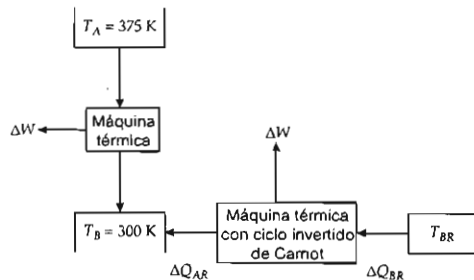 T_A = 375 K
ΔW
Máquina
térmica
ΔW
T_B = 300 K
Máquina térmica
con ciclo invertido
de Carnot
T_BR
ΔQ_AR
ΔQ_BR